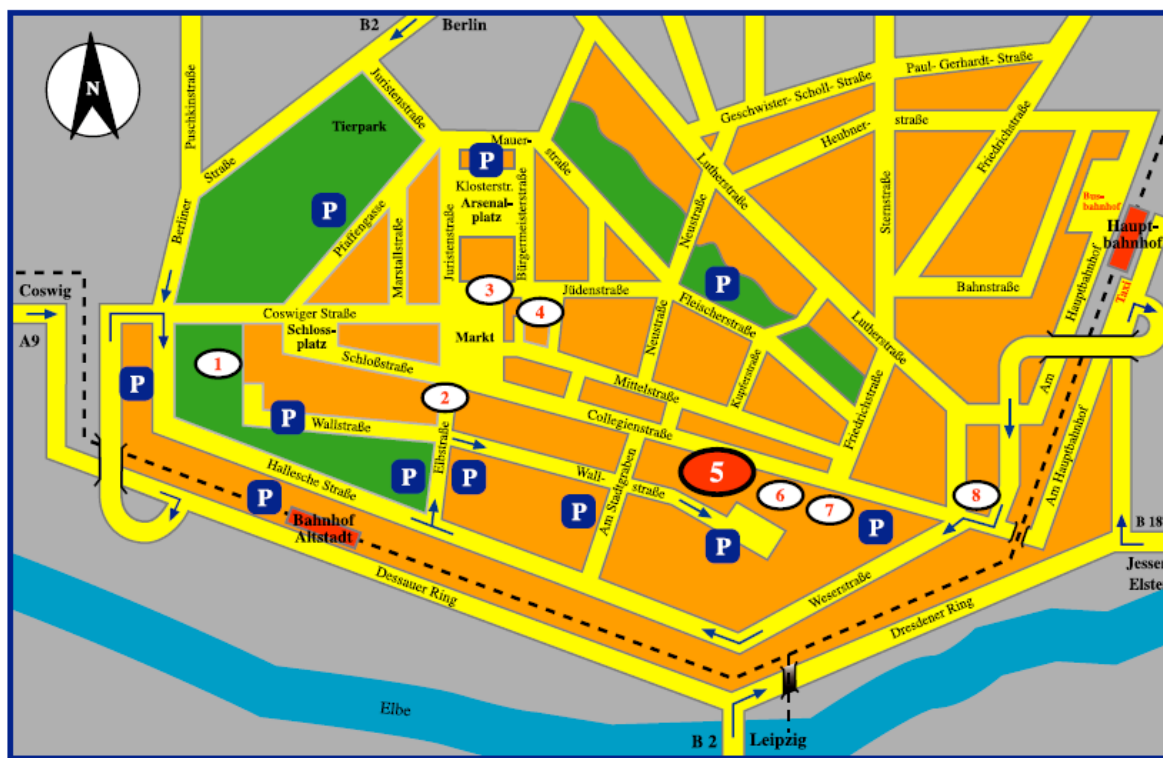 B2 Berlin
N
Puschkinstraße
Juristenstraße
Tierpark
Straße
Berliner
P
Mauer-
straße
P
Klosterstr.
Arsenal-
platz
Pfaffengasse
Marstallstraße
Juristenstraße
Bürgermeisterstraße
Geschwister- Scholl- Straße
Paul- Gerhardt- Straße
Heubner-
straße
Friedrichstraße
Lutherstraße
Sternstraße
Neustraße
Bus-
bahnhof
Haupt-
bahnhof
Hauptbahnhof
Am
Taxi
Bahnstraße
Coswig
A9
Coswiger Straße
Schloss-
platz
Markt
3
4
Jüdenstraße
Fleischerstraße
P
Lutherstraße
Neustraße
Kupferstraße
Friedrichstraße
1
Schloßstraße
Mittelstraße
P
2
Collegienstraße
P
Wallstraße
Elbstraße
Hallesche Straße
P
P
P
Bahnhof
Altstadt
Wall-
straße
Am Stadtgraben
P
5
6
7
P
8
P
Am Hauptbahnhof
B 18
Jessen
Elste
Weserstraße
Dessauer Ring
Dresdener Ring
Elbe
B 2
Leipzig